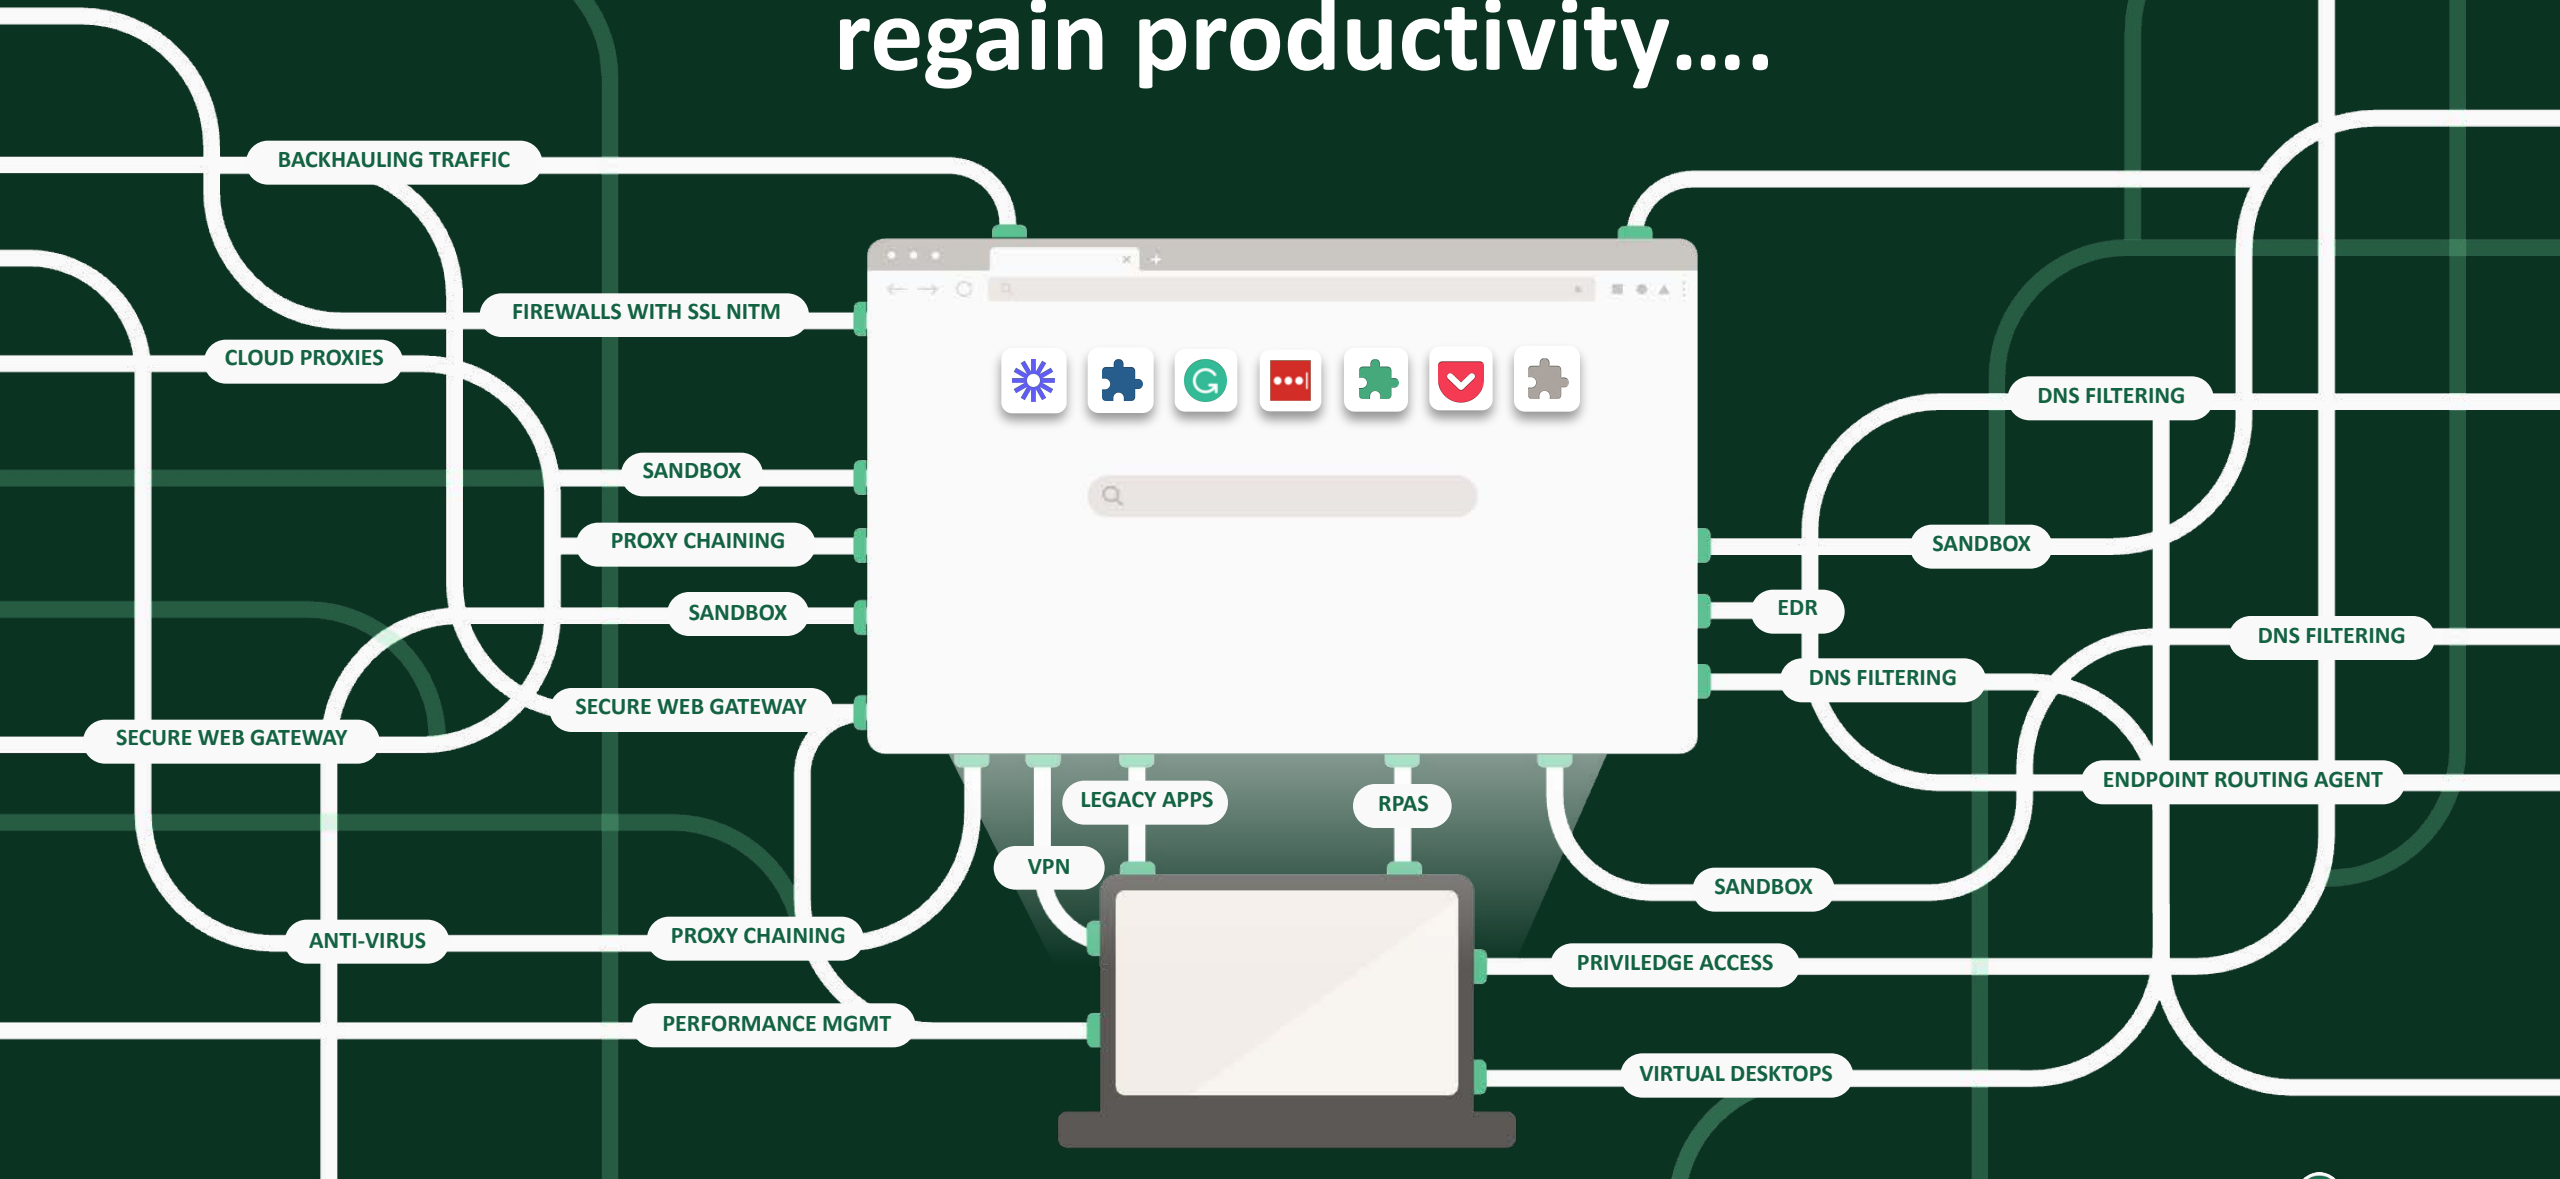 regain productivity....
BACKHAULING TRAFFIC
FIREWALLS WITH SSL NITM
CLOUD PROXIES
DNS FILTERING
SANDBOX
PROXY CHAINING
SANDBOX
SANDBOX
EDR
DNS FILTERING
DNS FILTERING
SECURE WEB GATEWAY
SECURE WEB GATEWAY
ENDPOINT ROUTING AGENT
LEGACY APPS
RPAS
VPN
SANDBOX
ANTI-VIRUS
PROXY CHAINING
PRIVILEDGE ACCESS
PERFORMANCE MGMT
VIRTUAL DESKTOPS